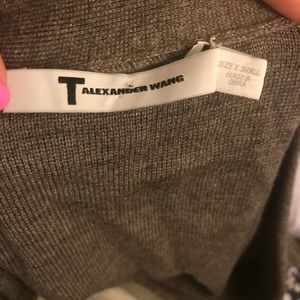 T ALEXANDER WANG
SIZE X SMALL
MADE IN
CHINA